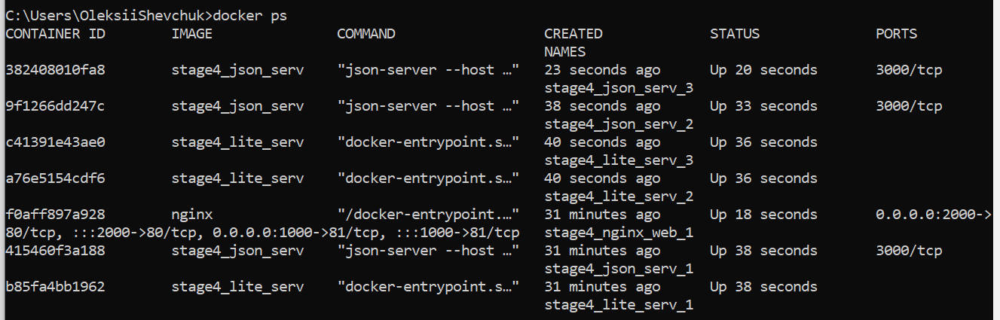 C:\Users\OleksiiShevchuk>docker ps
CONTAINER ID IMAGE COMMAND CREATED STATUS PORTS
NAMES
382408010fa8 stage4_json_serv "json-server --host …" 23 seconds ago Up 20 seconds 3000/tcp
stage4_json_serv_3
9f1266dd247c stage4_json_serv "json-server --host …" 38 seconds ago Up 33 seconds 3000/tcp
stage4_json_serv_2
c41391e43ae0 stage4_lite_serv "docker-entrypoint.s…" 40 seconds ago Up 36 seconds
stage4_lite_serv_3
a76e5154cdf6 stage4_lite_serv "docker-entrypoint.s…" 40 seconds ago Up 36 seconds
stage4_lite_serv_2
f0aff897a928 nginx "/docker-entrypoint.…" 31 minutes ago Up 18 seconds 0.0.0.0:2000->
80/tcp, :::2000->80/tcp, 0.0.0.0:1000->81/tcp, :::1000->81/tcp stage4_nginx_web_1
415460f3a188 stage4_json_serv "json-server --host …" 31 minutes ago Up 38 seconds 3000/tcp
stage4_json_serv_1
b85fa4bb1962 stage4_lite_serv "docker-entrypoint.s…" 31 minutes ago Up 38 seconds
stage4_lite_serv_1